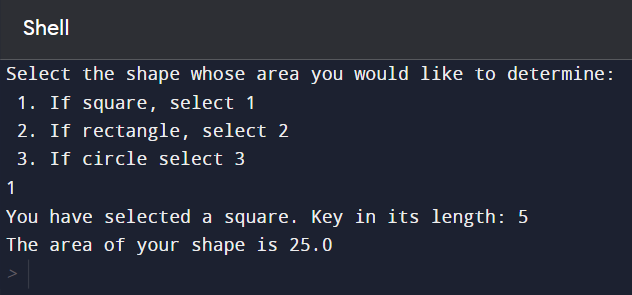 Shell
Select the shape whose area you would like to determine:
1. If square, select 1
2. If rectangle, select 2
3. If circle select 3
1
You have selected a square. Key in its length: 5
The area of your shape is 25.0
>